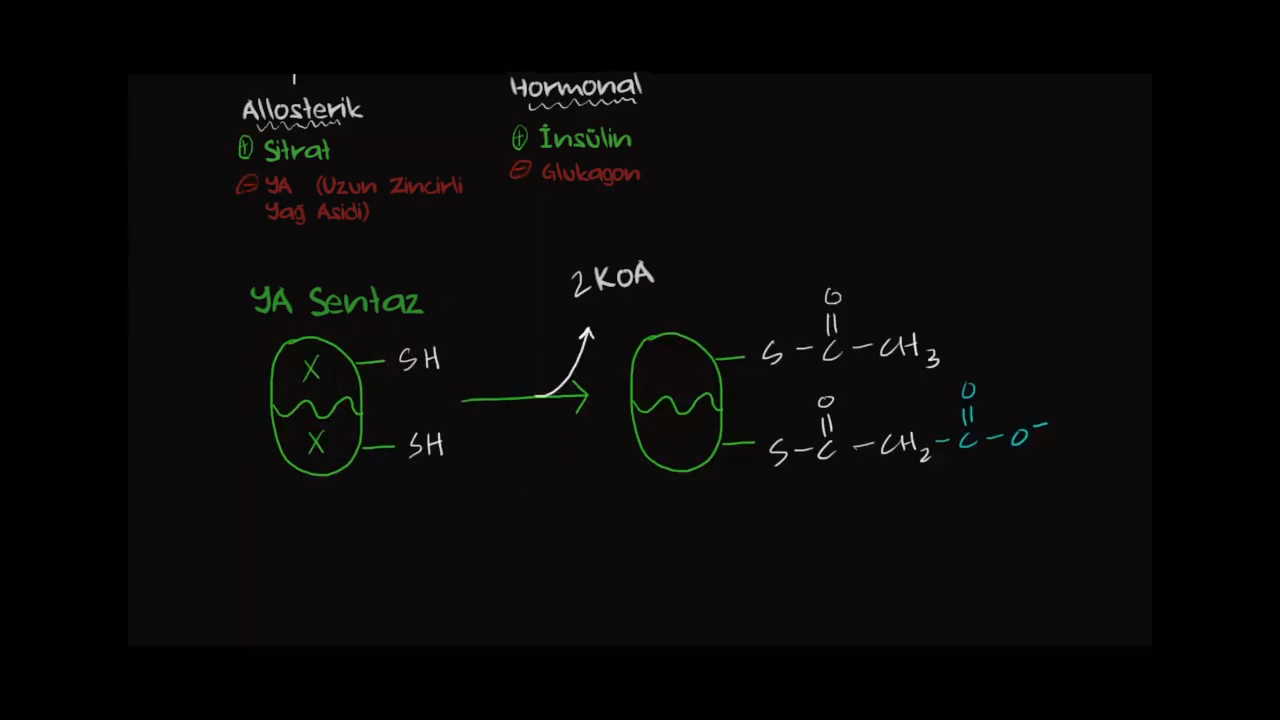 Allosterik
⊕ Sitrat
⊖ YA (Uzun Zincirli
Yağ Asidi)
Hormonal
⊕ İnsülin
⊖ Glukagon
2KOA
YA Sentaz
X
SH
X
SH
O
S - C - CH3
O
S - C - CH2 - C - O-
O